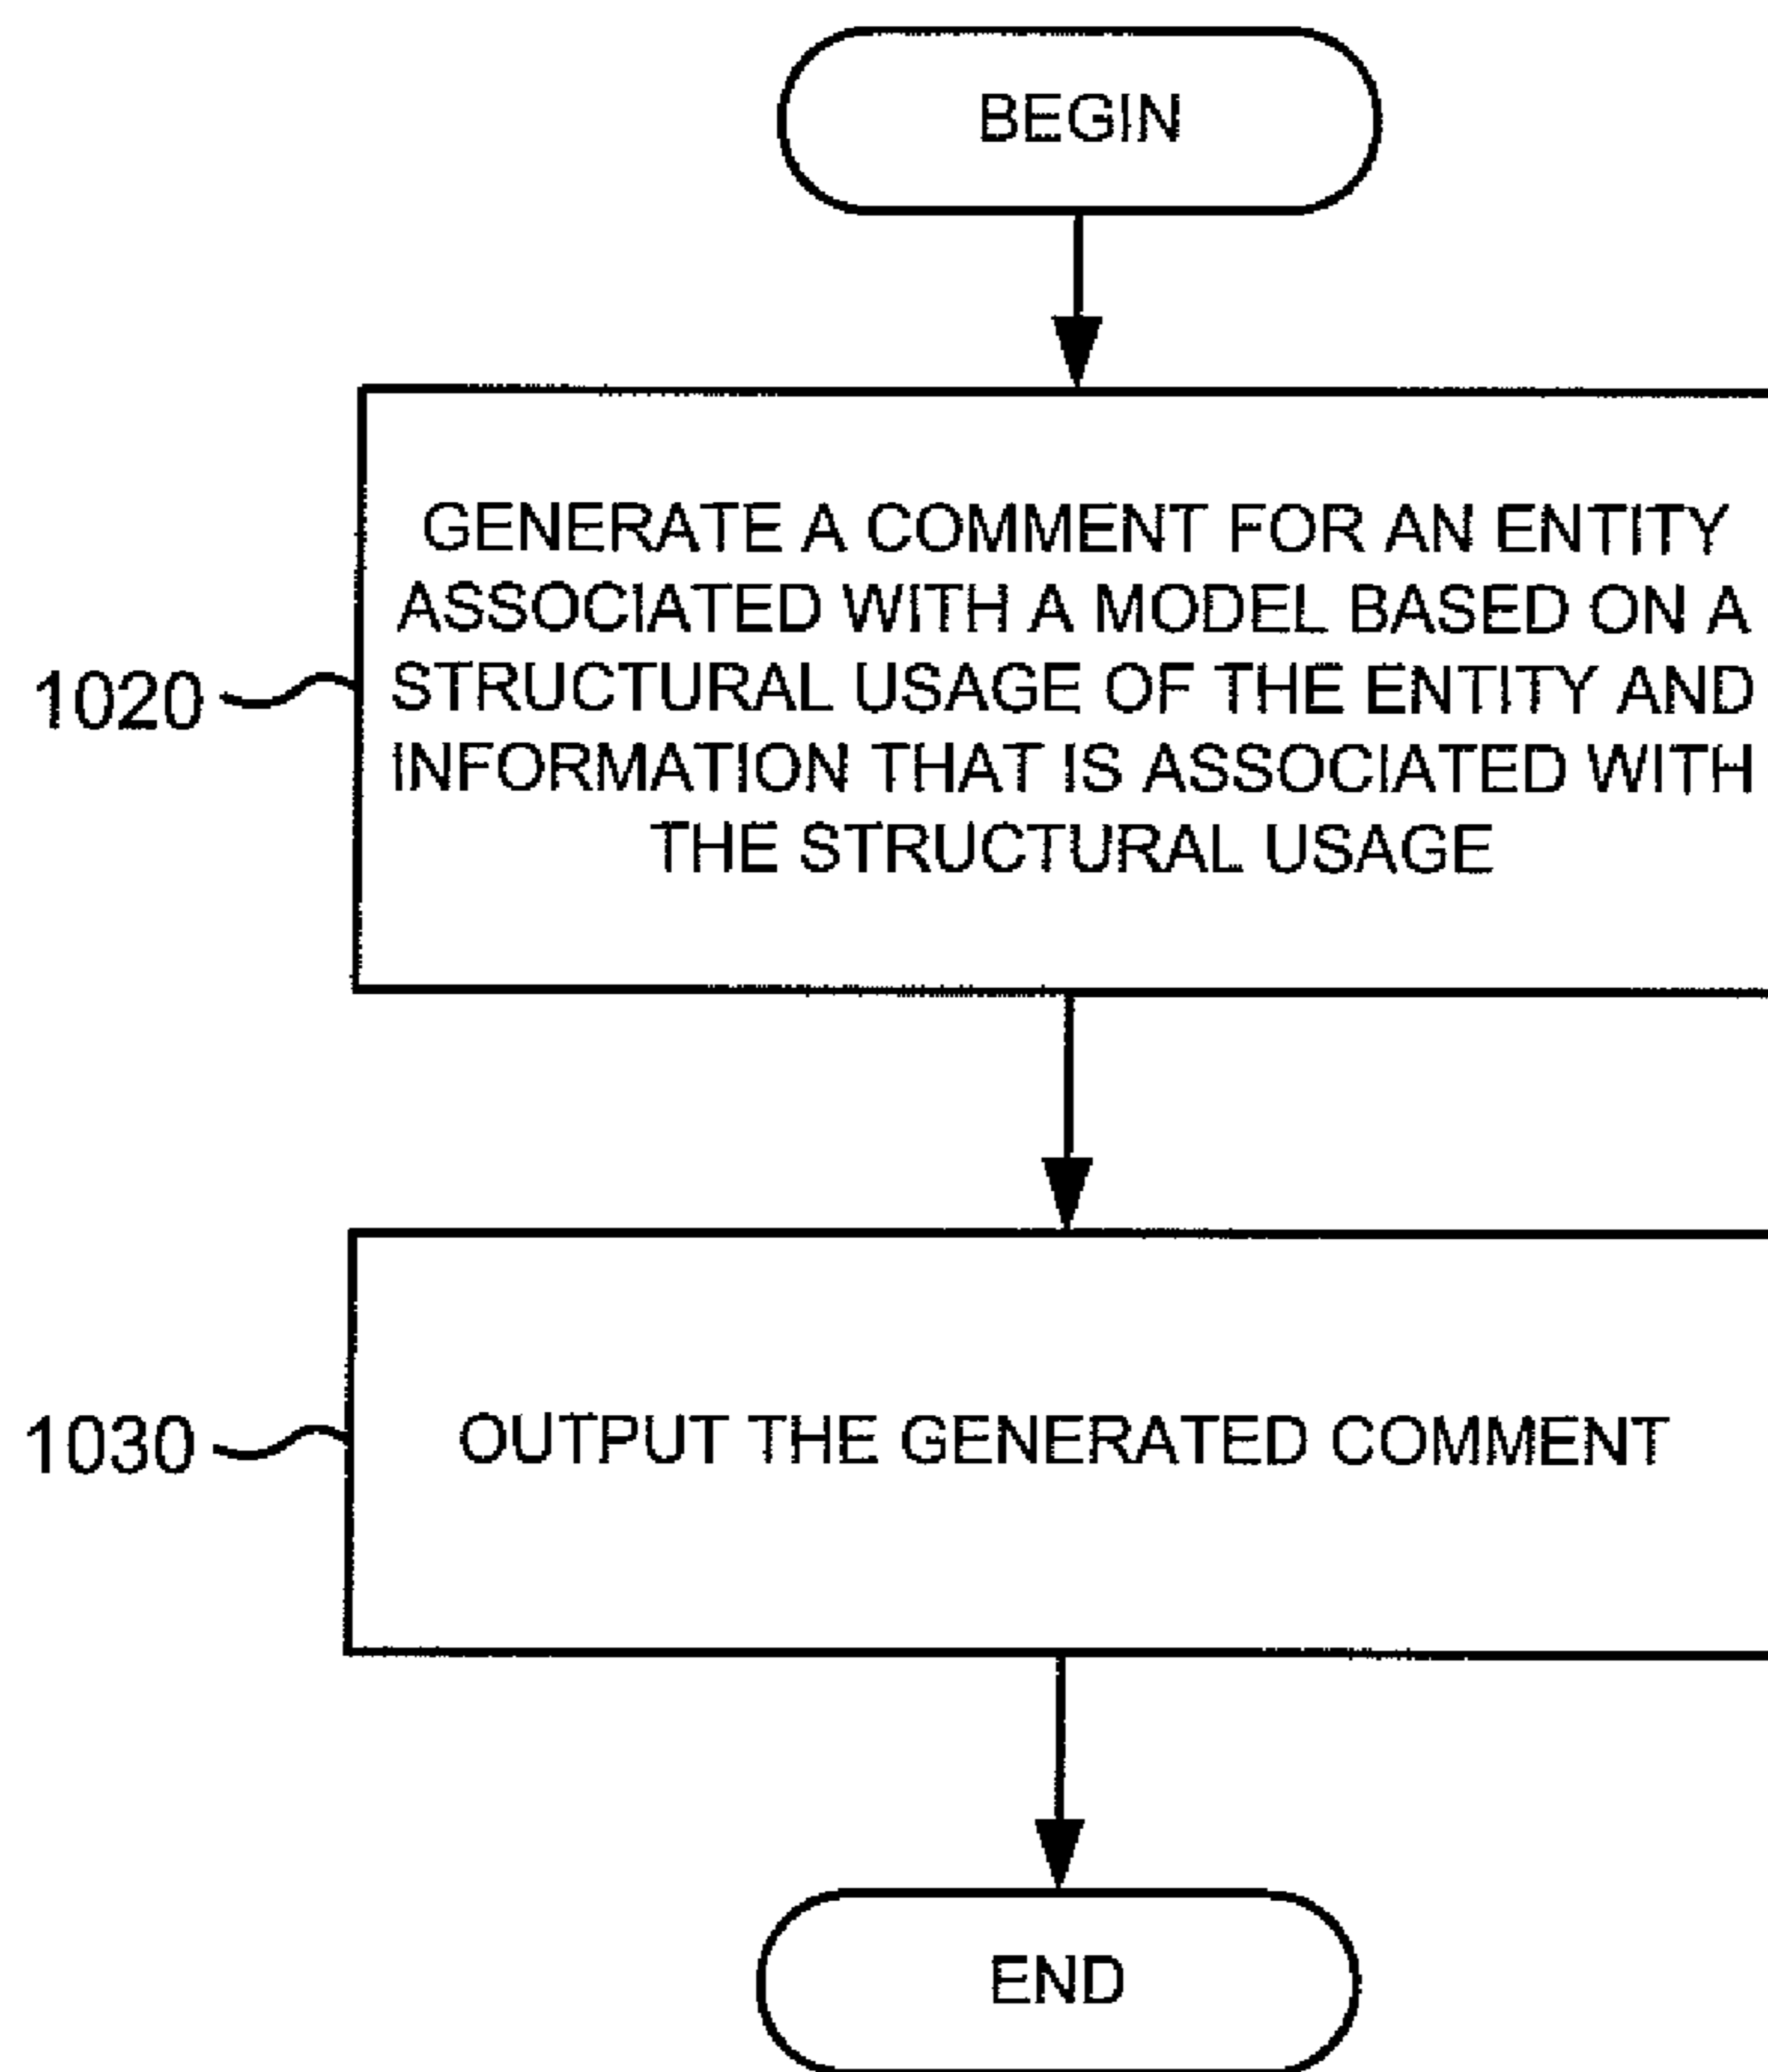 BEGIN
GENERATE A COMMENT FOR AN ENTITY
ASSOCIATED WITH A MODEL BASED ON A
1020
STRUCTURAL USAGE OF THE ENTITY AND
INFORMATION THAT IS ASSOCIATED WITH
THE STRUCTURAL USAGE
1030
OUTPUT THE GENERATED COMMENT
END